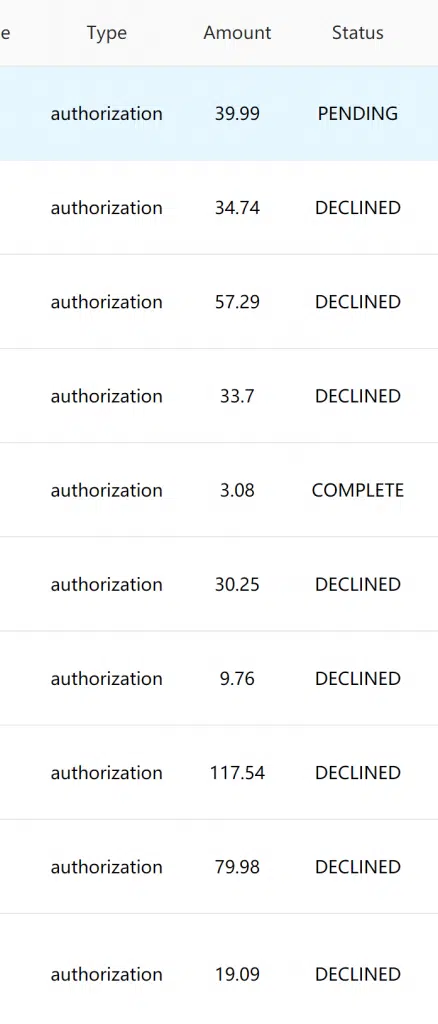 e Type Amount Status
authorization 39.99 PENDING
authorization 34.74 DECLINED
authorization 57.29 DECLINED
authorization 33.7 DECLINED
authorization 3.08 COMPLETE
authorization 30.25 DECLINED
authorization 9.76 DECLINED
authorization 117.54 DECLINED
authorization 79.98 DECLINED
authorization 19.09 DECLINED